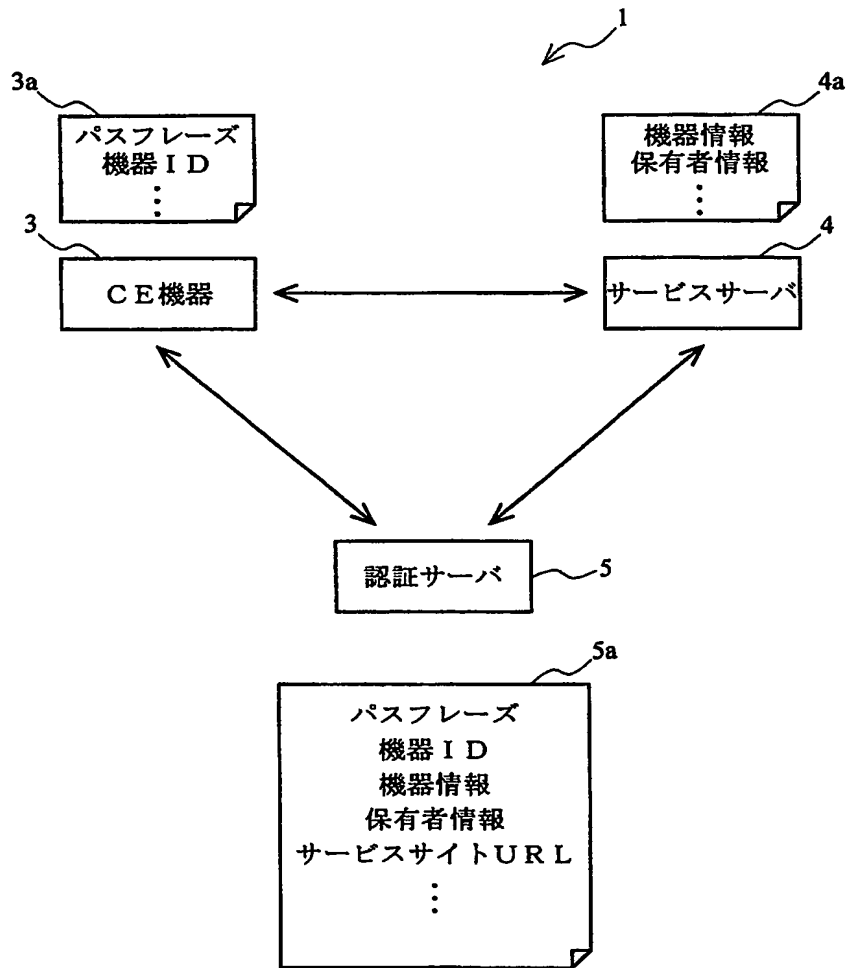 1
3a
4a
パスフレーズ
機器ＩＤ
⋮
機器情報
保有者情報
⋮
3
4
ＣＥ機器
サービスサーバ
認証サーバ
5
5a
パスフレーズ
機器ＩＤ
機器情報
保有者情報
サービスサイトＵＲＬ
⋮